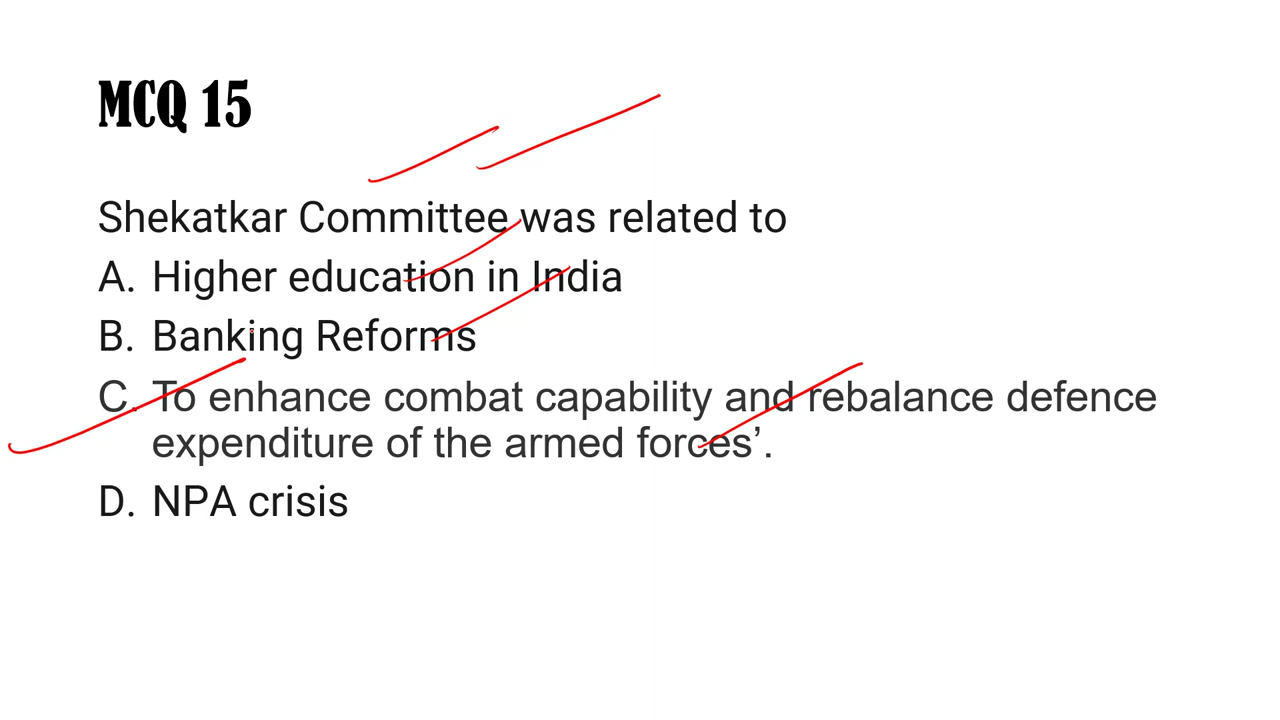 MCQ 15
Shekatkar Committee was related to
A. Higher education in India
B. Banking Reforms
C. To enhance combat capability and rebalance defence
expenditure of the armed forces’.
D. NPA crisis